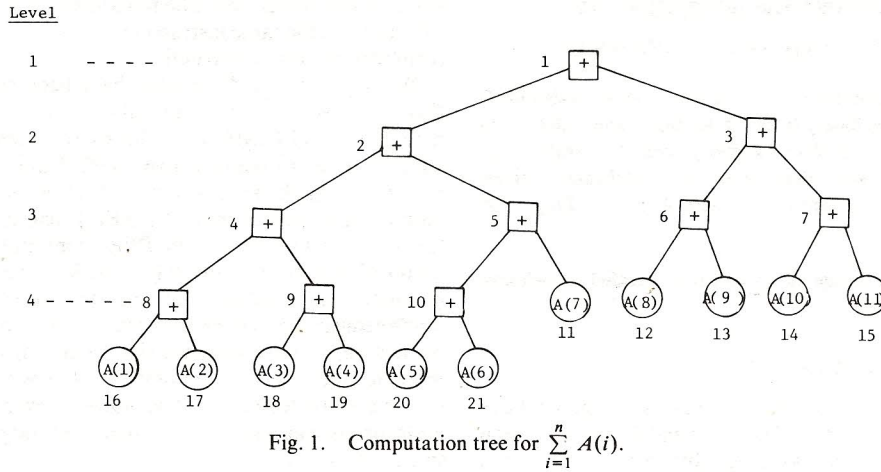 Level
1 - - - - 1 +
2 2 + 3 +
3 4 + 5 + 6 + 7 +
4 - - - - - - 8 + 9 + 10 + A(7) A(8) A(9) A(10) A(11)
11 12 13 14 15
A(1) A(2) A(3) A(4) A(5) A(6)
16 17 18 19 20 21
Fig. 1. Computation tree for \sum_{i=1}^{n} A(i).